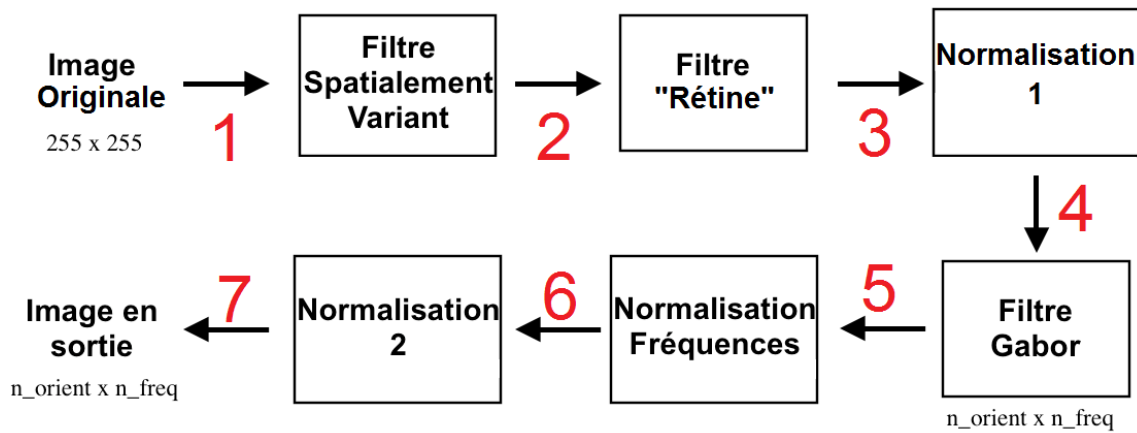 Image
Originale
255 x 255
1
Filtre
Spatialement
Variant
2
Filtre
"Rétine"
3
Normalisation
1
4
Filtre
Gabor
n_orient x n_freq
5
Normalisation
Fréquences
6
Normalisation
2
7
Image en
sortie
n_orient x n_freq